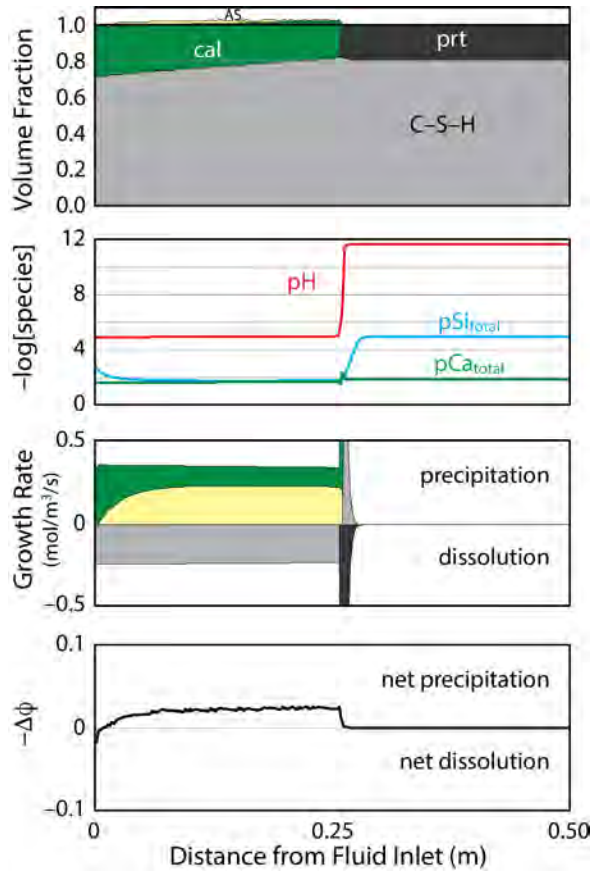 AS
1.0
cal
prt
0.8
0.6
C–S–H
0.4
0.2
0.0
Volume Fraction
12
pH
8
pSitotal
4
pCatotal
0
–log[species]
0.5
precipitation
0
dissolution
–0.5
Growth Rate
(mol/m³/s)
0.1
net precipitation
0
net dissolution
–0.1
–Δϕ
0 0.25 0.50
Distance from Fluid Inlet (m)